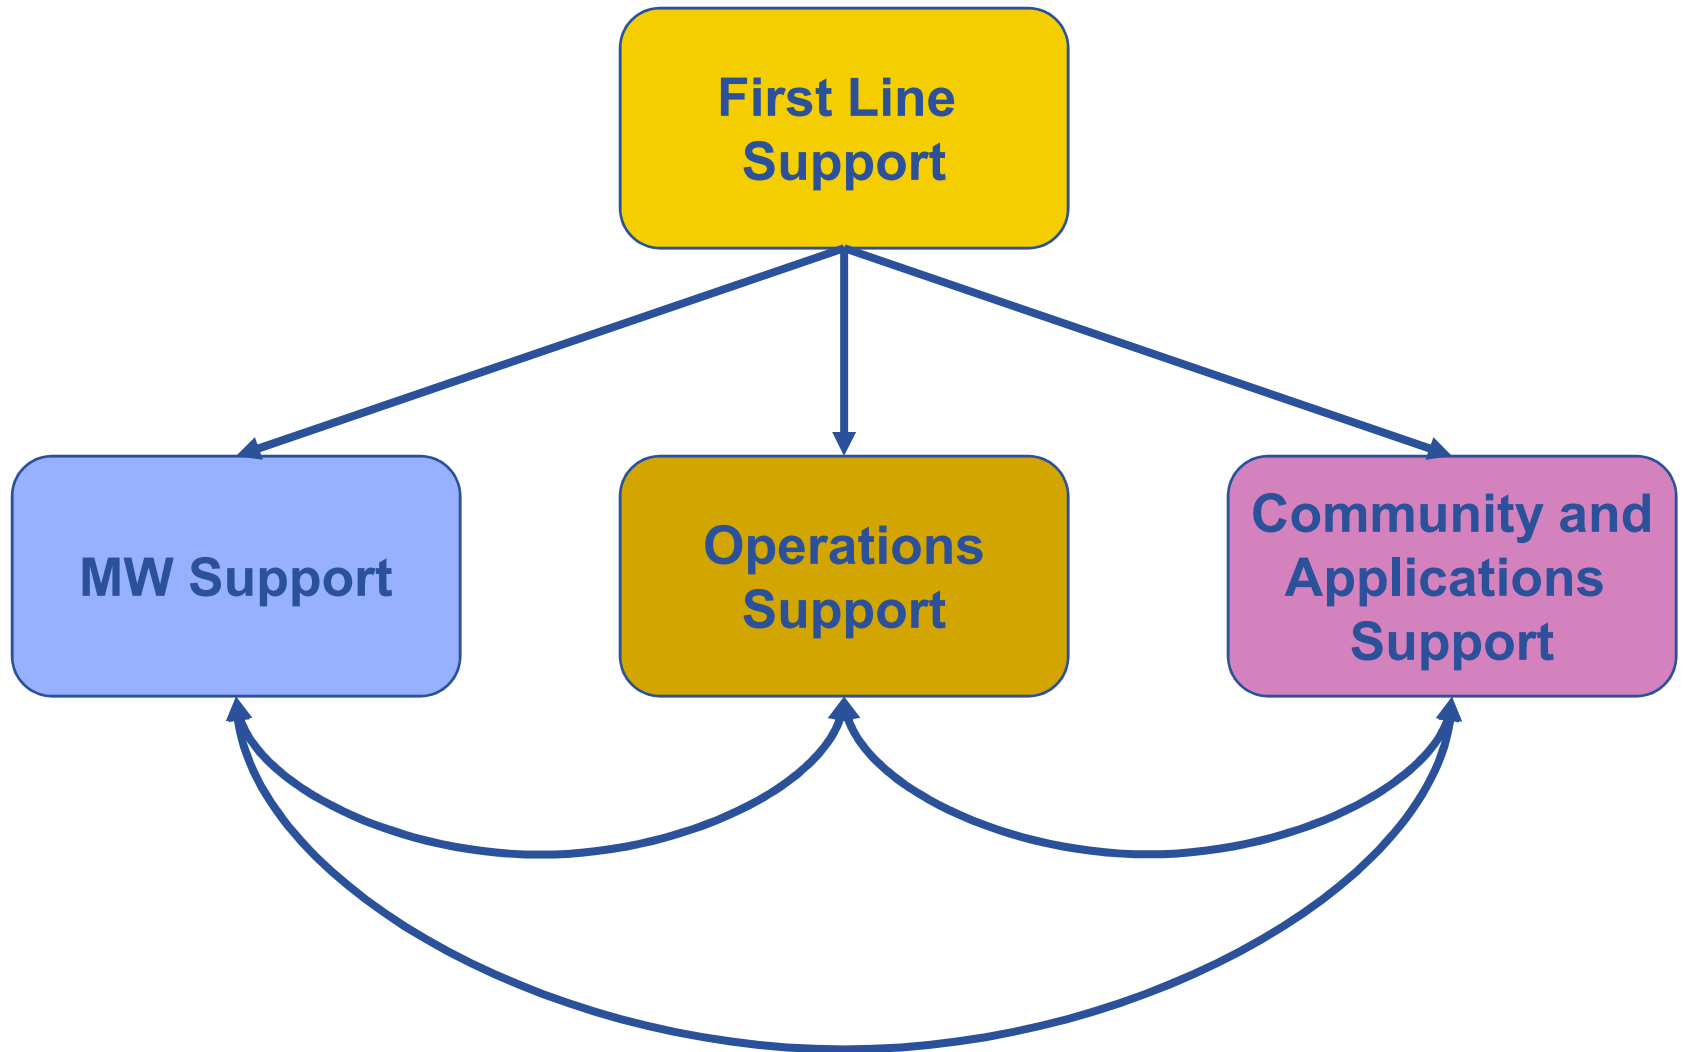 First Line
Support
MW Support
Operations
Support
Community and
Applications
Support